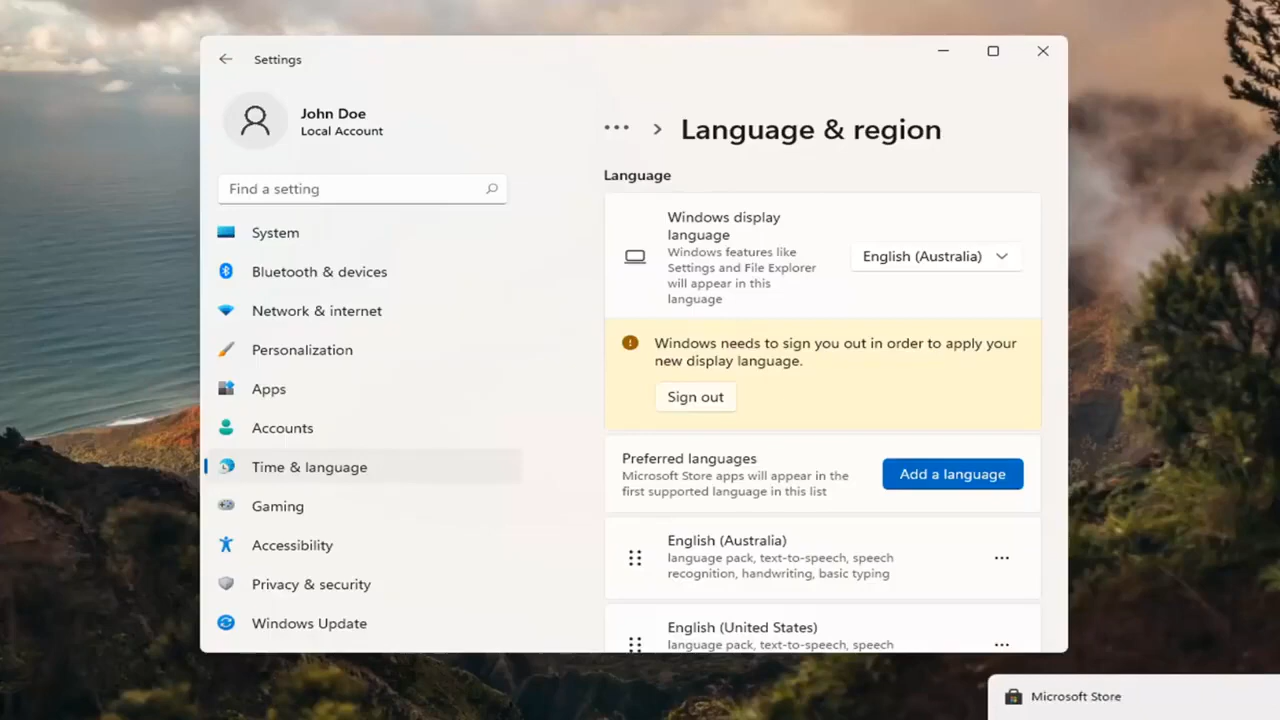 Settings
John Doe
Local Account
Find a setting
System
Bluetooth & devices
Network & internet
Personalization
Apps
Accounts
Time & language
Gaming
Accessibility
Privacy & security
Windows Update
Language & region
Language
Windows display
language
Windows features like
Settings and File Explorer
will appear in this
language
English (Australia)
Windows needs to sign you out in order to apply your
new display language.
Sign out
Preferred languages
Microsoft Store apps will appear in the
first supported language in this list
Add a language
English (Australia)
language pack, text-to-speech, speech
recognition, handwriting, basic typing
English (United States)
language pack, text-to-speech, speech
Microsoft Store